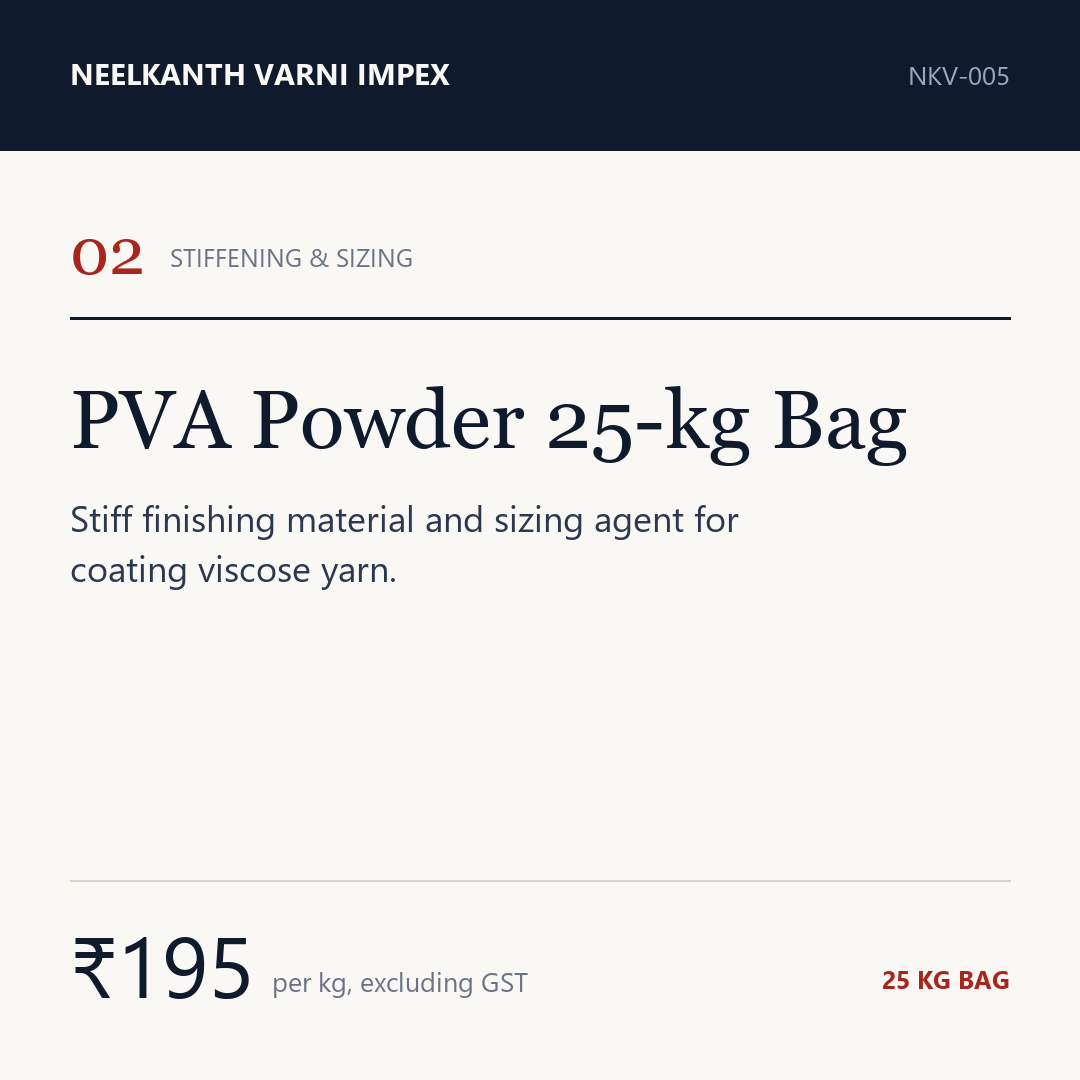 NEELKANTH VARNI IMPEX
NKV-005
02
STIFFENING & SIZING
PVA Powder 25-kg Bag
Stiff finishing material and sizing agent for
coating viscose yarn.
₹195
per kg, excluding GST
25 KG BAG